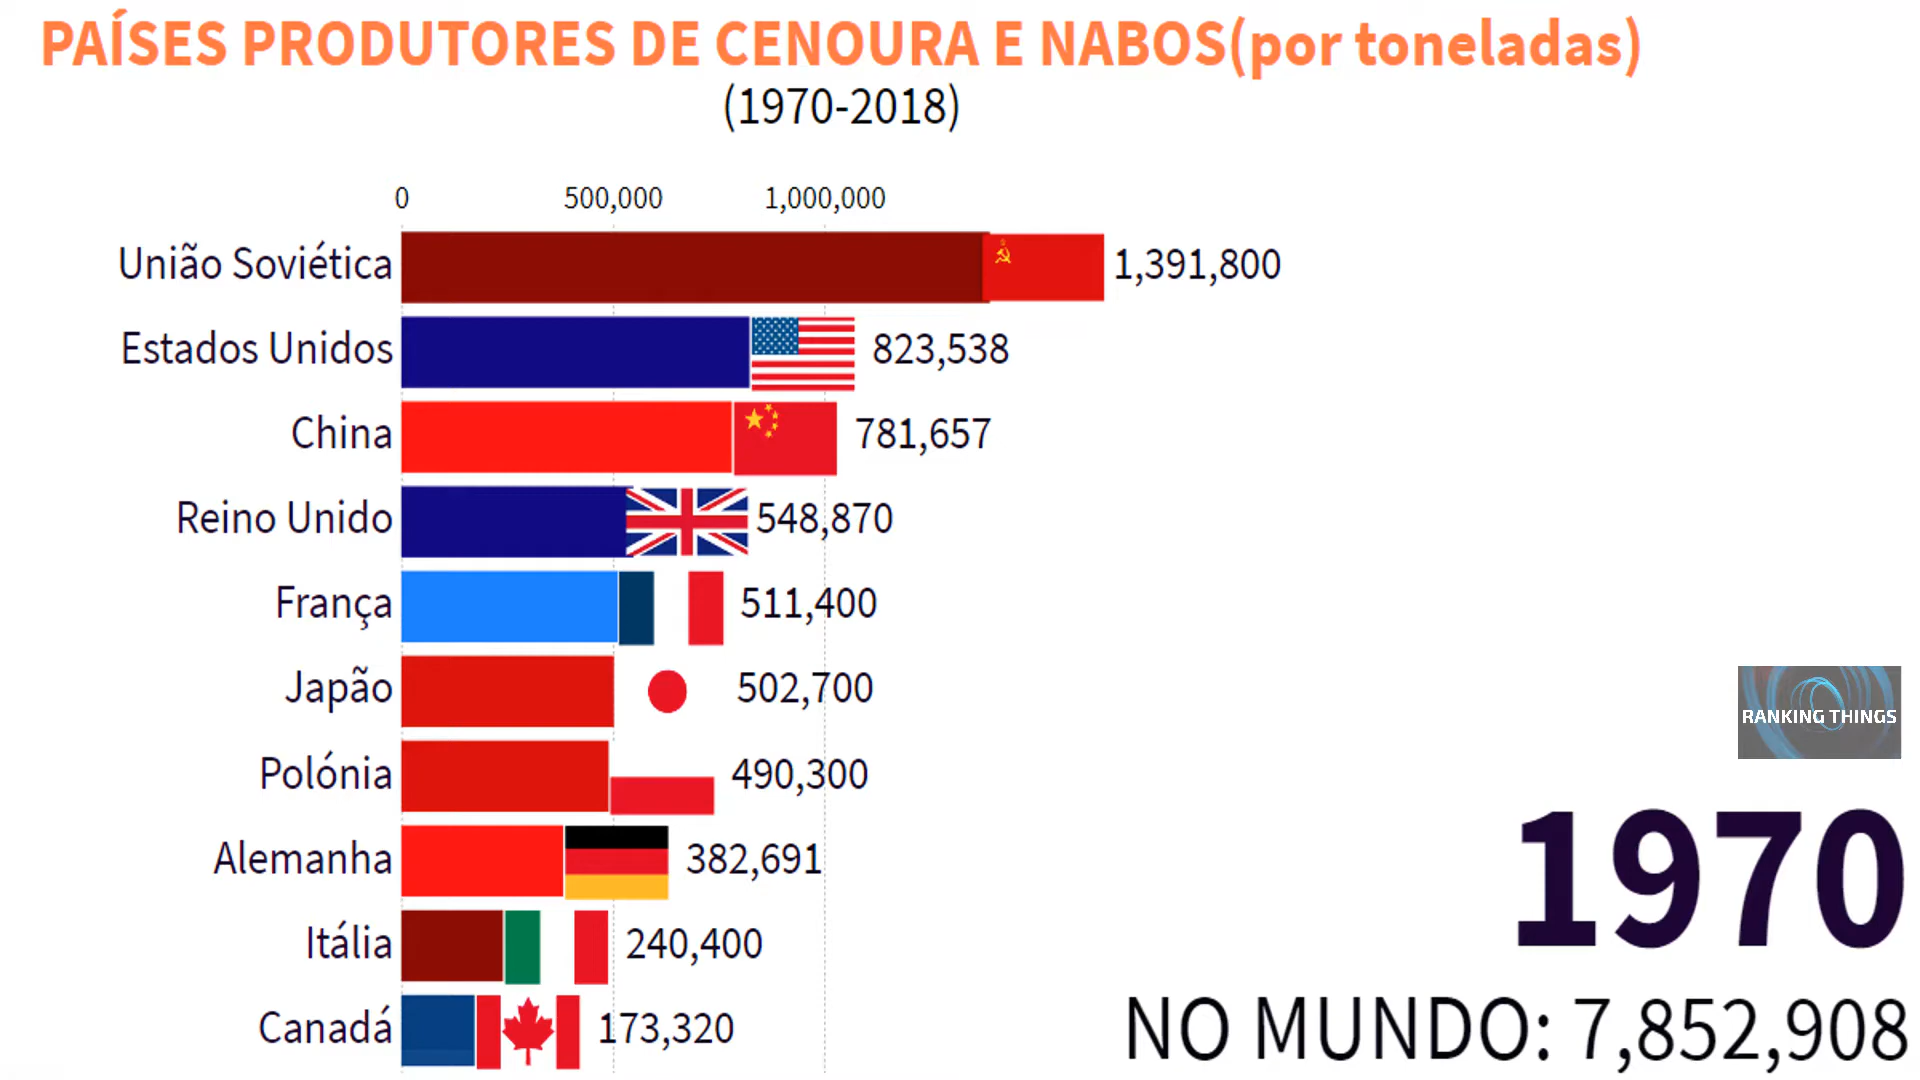 PAÍSES PRODUTORES DE CENOURA E NABOS(por toneladas)
(1970-2018)
0 500,000 1,000,000
União Soviética 1,391,800
Estados Unidos 823,538
China 781,657
Reino Unido 548,870
França 511,400
Japão 502,700
Polónia 490,300
Alemanha 382,691
Itália 240,400
Canadá 173,320
RANKING THINGS
1970
NO MUNDO: 7,852,908